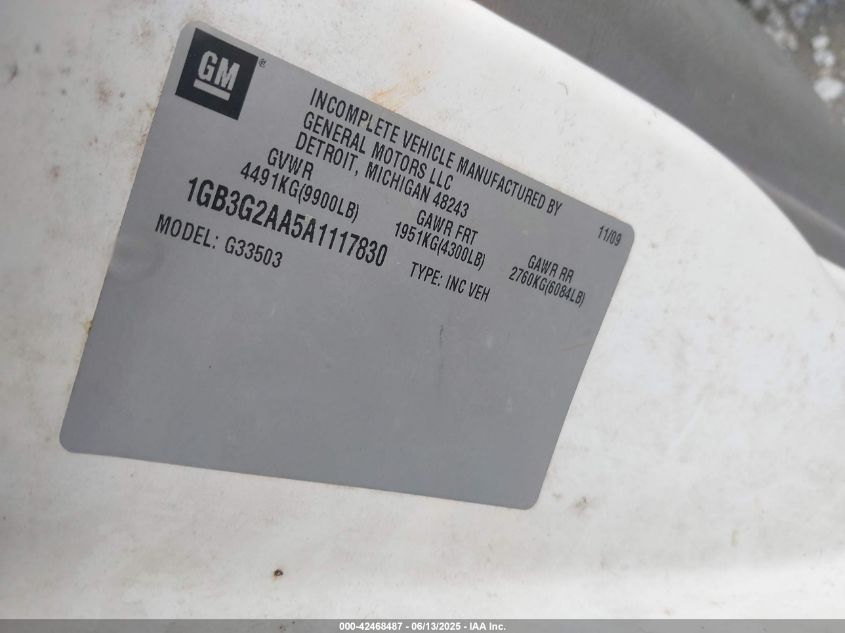 GM®
INCOMPLETE VEHICLE MANUFACTURED BY
GENERAL MOTORS LLC
DETROIT, MICHIGAN 48243
11/09
GVWR GAWR FRT GAWR RR
4491KG(9900LB) 1951KG(4300LB) 2760KG(6084LB)
1GB3G2AA5A1117830 TYPE: INC VEH
MODEL: G33503
000-42468487 - 06/13/2025 - IAA Inc.